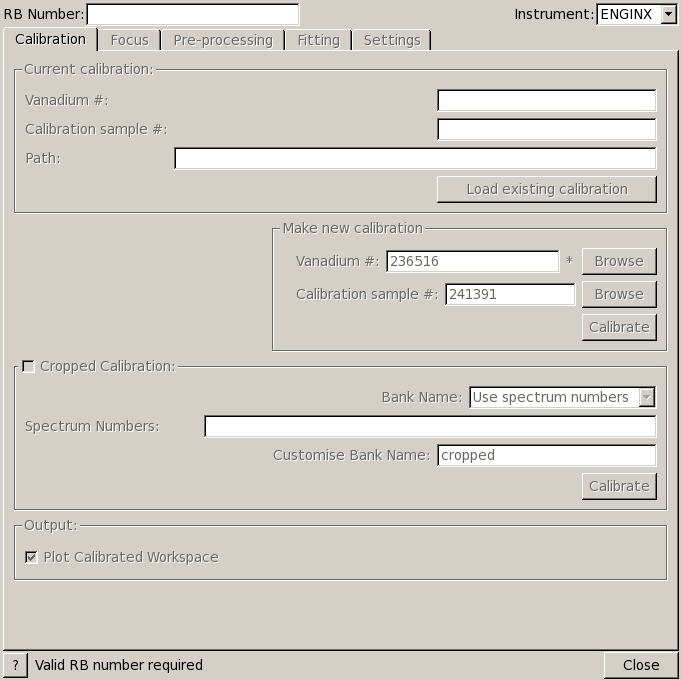 RB Number: Instrument: ENGINX
Calibration Focus Pre-processing Fitting Settings
Current calibration:
Vanadium #:
Calibration sample #:
Path:
Load existing calibration
Make new calibration
Vanadium #: 236516 * Browse
Calibration sample #: 241391 Browse
Calibrate
Cropped Calibration:
Bank Name: Use spectrum numbers
Spectrum Numbers:
Customise Bank Name: cropped
Calibrate
Output:
Plot Calibrated Workspace
? Valid RB number required Close